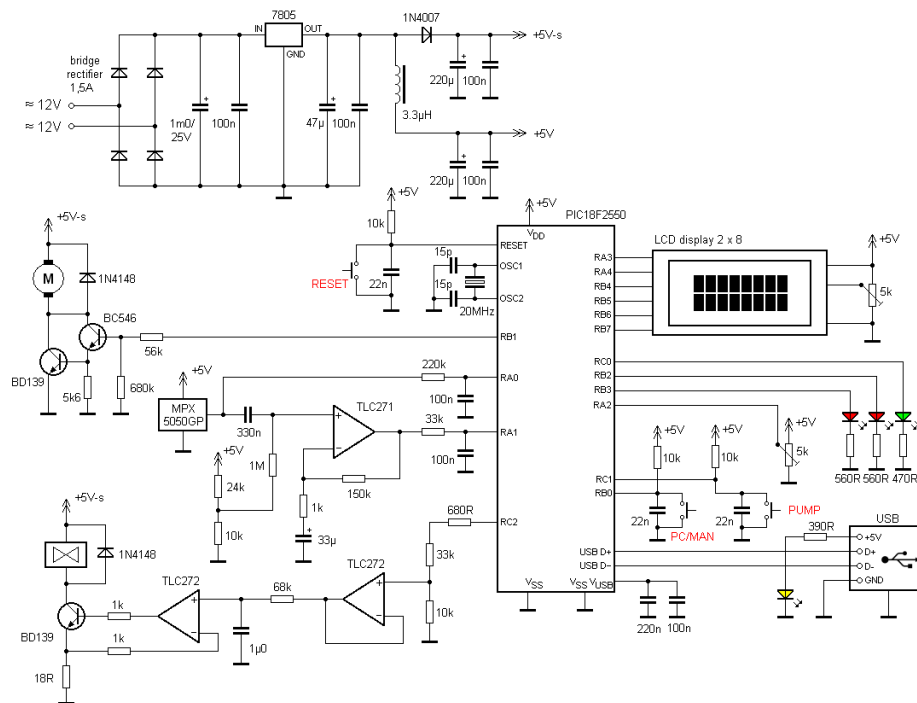 7805
1N4007
IN
OUT
GND
+5V-s
bridge
rectifier
1,5A
≈ 12V
≈ 12V
1m0/
25V
100n
47µ
100n
220µ
100n
3.3µH
+5V
220µ
100n
+5V
10k
+5V
PIC18F2550
VDD
RESET
RESET
22n
15p
15p
OSC1
OSC2
20MHz
LCD display 2 x 8
RA3
RA4
RB4
RB5
RB6
RB7
+5V
5k
+5V-s
M
1N4148
BC546
BD139
5k6
680k
56k
RB1
RC0
RB2
RB3
RA2
+5V
MPX
5050GP
220k
RA0
100n
330n
TLC271
33k
RA1
100n
+5V
24k
10k
1M
150k
1k
33µ
+5V
5k
560R
560R
470R
+5V
10k
+5V
10k
RC1
RB0
22n
PC/MAN
22n
PUMP
680R
RC2
33k
10k
+5V-s
1N4148
BD139
1k
1k
18R
TLC272
68k
1µ0
TLC272
USB D+
USB D-
VSS
VSS
VUSB
220n
100n
390R
USB
+5V
D+
D-
GND